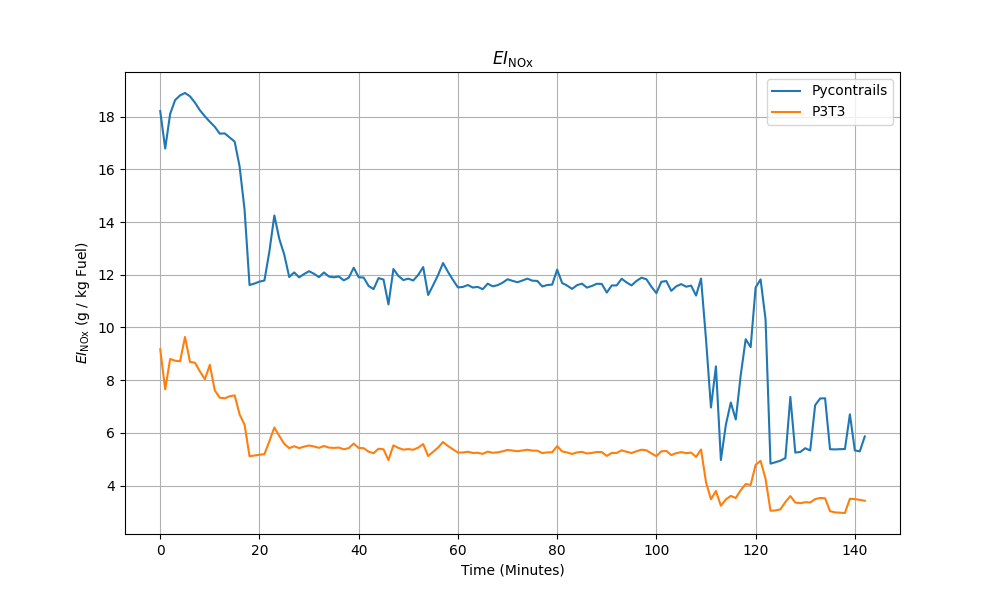 EI_NOx
Pycontrails
P3T3
EI_NOx (g / kg Fuel)
18
16
14
12
10
8
6
4
0 20 40 60 80 100 120 140
Time (Minutes)